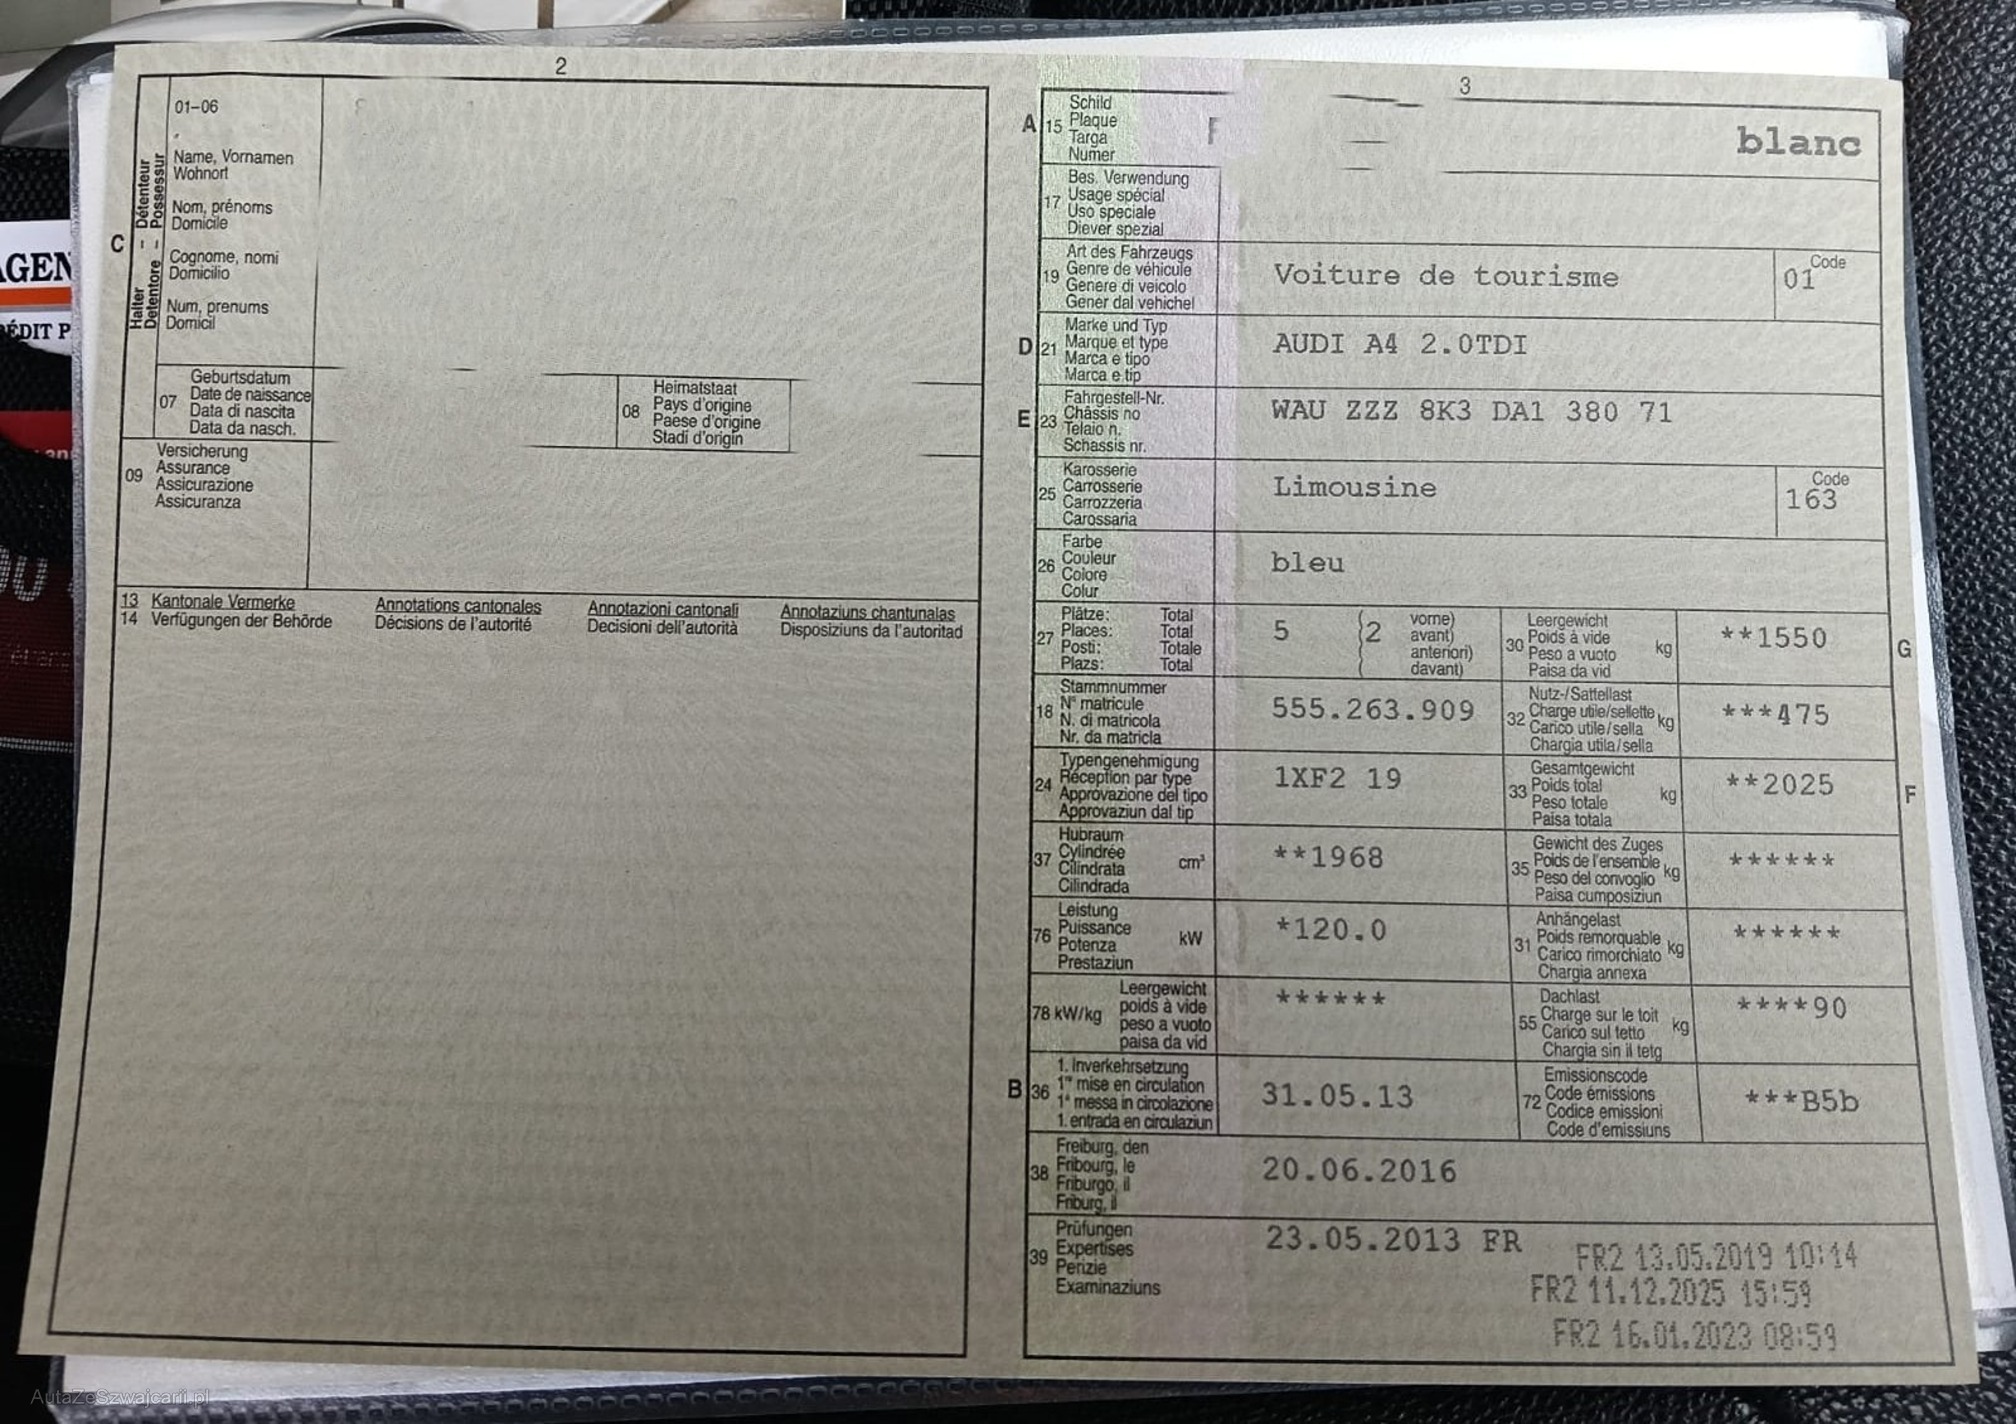 2
01–06
Name, Vornamen
Wohnort
Nom, prénoms
Domicile
Cognome, nomi
Domicilio
Num, prenums
Domicil
C
Halter – Détenteur
Detentore – Possessur
07
Geburtsdatum
Date de naissance
Data di nascita
Data da nasch.
08
Heimatstaat
Pays d'origine
Paese d'origine
Stadi d'origin
09
Versicherung
Assurance
Assicurazione
Assicuranza
13 Kantonale Vermerke Annotations cantonales Annotazioni cantonali Annotaziuns chantunalas
14 Verfügungen der Behörde Décisions de l'autorité Decisioni dell'autorità Disposiziuns da l'autoritad
3
A 15
Schild
Plaque
Targa
Numer
F
blanc
17
Bes. Verwendung
Usage spécial
Uso speciale
Diever spezial
19
Art des Fahrzeugs
Genre de véhicule
Genere di veicolo
Gener dal vehichel
Voiture de tourisme
Code
01
D 21
Marke und Typ
Marque et type
Marca e tipo
Marca e tip
AUDI A4 2.0TDI
E 23
Fahrgestell-Nr.
Châssis no
Telaio n.
Schassis nr.
WAU ZZZ 8K3 DA1 380 71
25
Karosserie
Carrosserie
Carrozzeria
Carossaria
Limousine
Code
163
26
Farbe
Couleur
Colore
Colur
bleu
27
Plätze: Total
Places: Total
Posti: Totale
Plazs: Total
5 (2
vorne)
avant)
anteriori)
davant)
30
Leergewicht
Poids à vide
Peso a vuoto
Paisa da vid
kg
**1550
G
18
Stammnummer
N° matricule
N. di matricola
Nr. da matricla
555.263.909
32
Nutz-/Sattellast
Charge utile/sellette
Carico utile/sella
Chargia utila/sella
kg
***475
24
Typengenehmigung
Réception par type
Approvazione del tipo
Approvaziun dal tip
1XF2 19
33
Gesamtgewicht
Poids total
Peso totale
Paisa totala
kg
**2025
F
37
Hubraum
Cylindrée
Cilindrata
Cilindrada
cm³
**1968
35
Gewicht des Zuges
Poids de l'ensemble
Peso del convoglio
Paisa cumposiziun
kg
******
76
Leistung
Puissance
Potenza
Prestaziun
kW
*120.0
31
Anhängelast
Poids remorquable
Carico rimorchiato
Chargia annexa
kg
******
78 kW/kg
Leergewicht
poids à vide
peso a vuoto
paisa da vid
******
55
Dachlast
Charge sur le toit
Carico sul tetto
Chargia sin il tetg
kg
****90
B 36
1. Inverkehrsetzung
1re mise en circulation
1a messa in circolazione
1. entrada en circulaziun
31.05.13
72
Emissionscode
Code émissions
Codice emissioni
Code d'emissiuns
***B5b
38
Freiburg, den
Fribourg, le
Friburgo, il
Friburg, il
20.06.2016
39
Prüfungen
Expertises
Perizie
Examinaziuns
23.05.2013 FR
FR2 13.05.2019 10:14
FR2 11.12.2025 15:59
FR2 16.01.2023 08:59
AutaZeSzwajcarii.pl